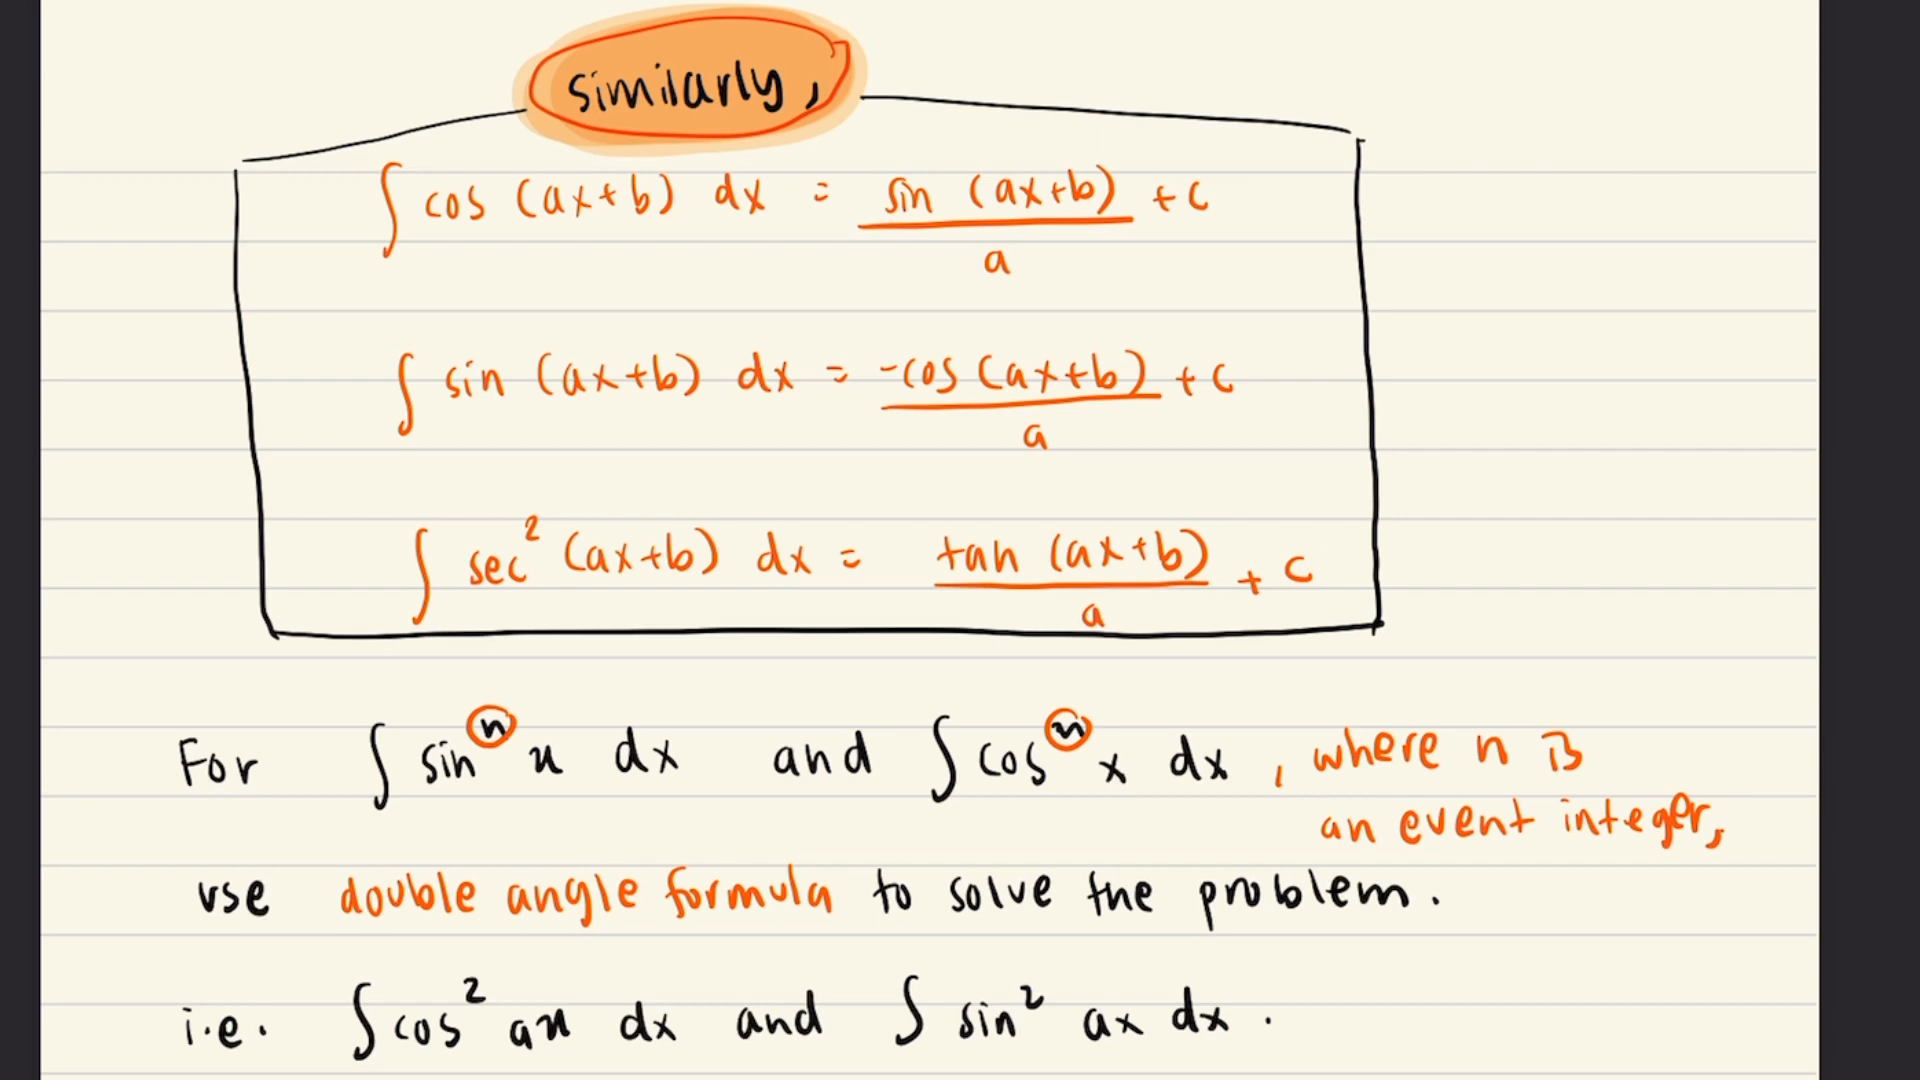 similarly,
∫ cos (ax+b) dx = sin (ax+b) / a + c
∫ sin (ax+b) dx = -cos (ax+b) / a + c
∫ sec² (ax+b) dx = tan (ax+b) / a + c
For ∫ sinⁿ x dx and ∫ cosⁿ x dx , where n is
an event integer,
use double angle formula to solve the problem.
i.e. ∫ cos² ax dx and ∫ sin² ax dx .